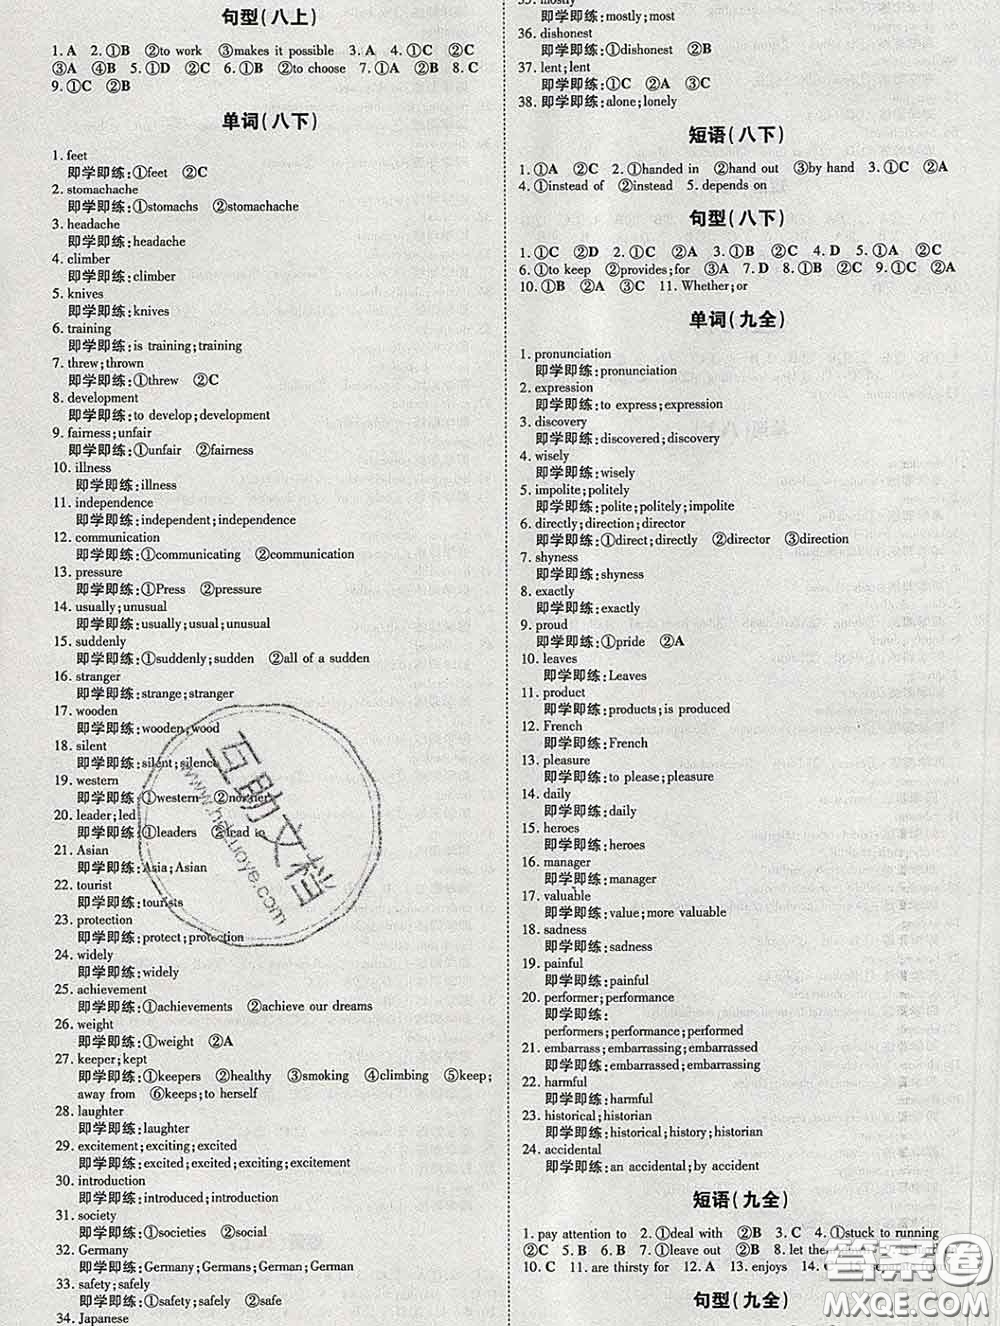 句型(八上)
1. A 2. ①B ②to work ③makes it possible 3. A 4. ①C ②C
③A ④B 5. ①D ②C 6. ①B ②to choose 7. ①A ②B 8. C
9. ①C ②B
单词(八下)
1. feet
即学即练:①feet ②C
2. stomachache
即学即练:①stomachs ②stomachache
3. headache
即学即练:headache
4. climber
即学即练:climber
5. knives
即学即练:knives
6. training
即学即练:is training;training
7. threw;thrown
即学即练:①threw ②C
8. development
即学即练:to develop;development
9. fairness;unfair
即学即练:①unfair ②fairness
10. illness
即学即练:illness
11. independence
即学即练:independent;independence
12. communication
即学即练:①communicating ②communication
13. pressure
即学即练:①Press ②pressure
14. usually;unusual
即学即练:usually;usual;unusual
15. suddenly
即学即练:①suddenly;sudden ②all of a sudden
16. stranger
即学即练:strange;stranger
17. wooden
即学即练:wooden;wood
18. silent
即学即练:silent;silence
19. western
即学即练:①western ②northern
20. leader;led
即学即练:①leaders ②lead to
21. Asian
即学即练:Asia;Asian
22. tourist
即学即练:tourists
23. protection
即学即练:protect;protection
24. widely
即学即练:widely
25. achievement
即学即练:①achievements ②achieve our dreams
26. weight
即学即练:①weight ②A
27. keeper;kept
即学即练:①keepers ②healthy ③smoking ④climbing ⑤keep;
away from ⑥keeps;to herself
28. laughter
即学即练:laughter
29. excitement;exciting;excited
即学即练:excited;excited;exciting;excitement
30. introduction
即学即练:introduced;introduction
31. society
即学即练:①societies ②social
32. Germany
即学即练:Germany;Germans;German;German
33. safety;safely
即学即练:①safety;safely ②safe
34. Japanese
即学即练:mostly;most
36. dishonest
即学即练:①dishonest ②B
37. lent;lent
即学即练:①C ②A ③C
38. 即学即练:alone;lonely
短语(八下)
1. ①A ②C 2. ①handed in ②hand out ③by hand 3. ①C ②A
4. ①instead of ②instead 5. depends on
句型(八下)
1. ①C ②D 2. ①C ②A 3. ①B ②C 4. D 5. ①A ②C
6. ①to keep ②provides;for ③A 7. D 8. ①B ②C 9. ①C ②A
10. ①B ②A ③C 11. Whether;or
单词(九全)
1. pronunciation
即学即练:pronunciation
2. expression
即学即练:to express;expression
3. discovery
即学即练:discovered;discovery
4. wisely
即学即练:wisely
5. impolite;politely
即学即练:polite;politely;impolite
6. directly;direction;director
即学即练:①direct;directly ②director ③direction
7. shyness
即学即练:shyness
8. exactly
即学即练:exactly
9. proud
即学即练:①pride ②A
10. leaves
即学即练:Leaves
11. product
即学即练:products;is produced
12. French
即学即练:French
13. pleasure
即学即练:to please;pleasure
14. daily
即学即练:daily
15. heroes
即学即练:heroes
16. manager
即学即练:manager
17. valuable
即学即练:value;more valuable
18. sadness
即学即练:sadness
19. painful
即学即练:painful
20. performer;performance
即学即练:
performers;performance;performed
21. embarrass;embarrassing;embarrassed
即学即练:embarrassed;embarrassing
22. harmful
即学即练:harmful
23. historical;historian
即学即练:historical;history;historian
24. accidental
即学即练:an accidental;by accident
短语(九全)
1. pay attention to 2. ①deal with ②B 3. C 4. ①stuck to running
②C 5. B 6. B 7. ①leave out ②B 8. let the
10. C 11. are thirsty for 12. A 13. enjoys 14.
句型(九全)
互助文档
www.hdzuoye.com
答案卷
MXQE.COM